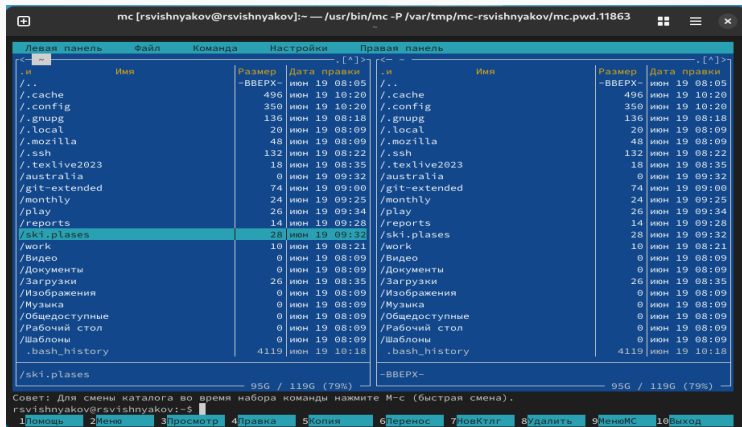 mc [rsvishnyakov@rsvishnyakov]:~ — /usr/bin/mc -P /var/tmp/mc-rsvishnyakov/mc.pwd.11863
~
Левая панель Файл Команда Настройки Правая панель
<- ~ .[^]> <- ~ .[^]>
.и Имя Размер Дата правки .и Имя Размер Дата правки
/.. -ВВЕРХ- июн 19 08:05 /.. -ВВЕРХ- июн 19 08:05
/.cache 496 июн 19 10:20 /.cache 496 июн 19 10:20
/.config 350 июн 19 10:20 /.config 350 июн 19 10:20
/.gnupg 136 июн 19 08:18 /.gnupg 136 июн 19 08:18
/.local 20 июн 19 08:09 /.local 20 июн 19 08:09
/.mozilla 48 июн 19 08:09 /.mozilla 48 июн 19 08:09
/.ssh 132 июн 19 08:22 /.ssh 132 июн 19 08:22
/.texlive2023 18 июн 19 08:35 /.texlive2023 18 июн 19 08:35
/australia 0 июн 19 09:32 /australia 0 июн 19 09:32
/git-extended 74 июн 19 09:00 /git-extended 74 июн 19 09:00
/monthly 24 июн 19 09:25 /monthly 24 июн 19 09:25
/play 26 июн 19 09:34 /play 26 июн 19 09:34
/reports 14 июн 19 09:28 /reports 14 июн 19 09:28
/ski.plases 28 июн 19 09:32 /ski.plases 28 июн 19 09:32
/work 10 июн 19 08:21 /work 10 июн 19 08:21
/Видео 0 июн 19 08:09 /Видео 0 июн 19 08:09
/Документы 0 июн 19 08:09 /Документы 0 июн 19 08:09
/Загрузки 26 июн 19 08:35 /Загрузки 26 июн 19 08:35
/Изображения 0 июн 19 08:09 /Изображения 0 июн 19 08:09
/Музыка 0 июн 19 08:09 /Музыка 0 июн 19 08:09
/Общедоступные 0 июн 19 08:09 /Общедоступные 0 июн 19 08:09
/Рабочий стол 0 июн 19 08:09 /Рабочий стол 0 июн 19 08:09
/Шаблоны 0 июн 19 08:09 /Шаблоны 0 июн 19 08:09
.bash_history 4119 июн 19 10:18 .bash_history 4119 июн 19 10:18
/ski.plases -ВВЕРХ-
95G / 119G (79%) 95G / 119G (79%)
Совет: Для смены каталога во время набора команды нажмите M-c (быстрая смена).
rsvishnyakov@rsvishnyakov:~$
1Помощь 2Меню 3Просмотр 4Правка 5Копия 6Перенос 7НовКтлг 8Удалить 9МенюМС 10Выход